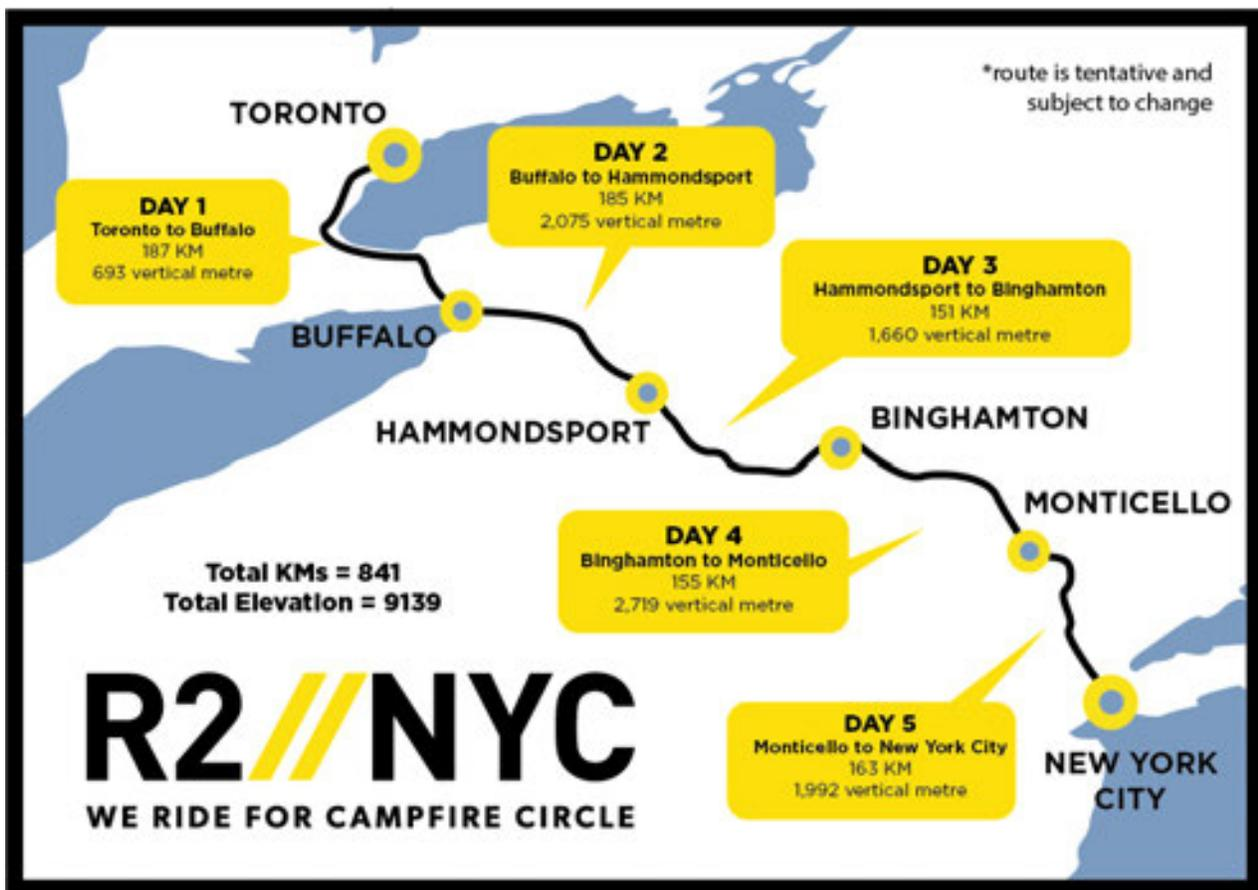 *route is tentative and
subject to change
TORONTO
DAY 1
Toronto to Buffalo
187 KM
693 vertical metre
DAY 2
Buffalo to Hammondsport
185 KM
2,075 vertical metre
DAY 3
Hammondsport to Binghamton
151 KM
1,660 vertical metre
BUFFALO
HAMMONDSPORT
BINGHAMTON
MONTICELLO
DAY 4
Binghamton to Monticello
155 KM
2,719 vertical metre
Total KMs = 841
Total Elevation = 9139
DAY 5
Monticello to New York City
163 KM
1,992 vertical metre
NEW YORK
CITY
R2//NYC
WE RIDE FOR CAMPFIRE CIRCLE